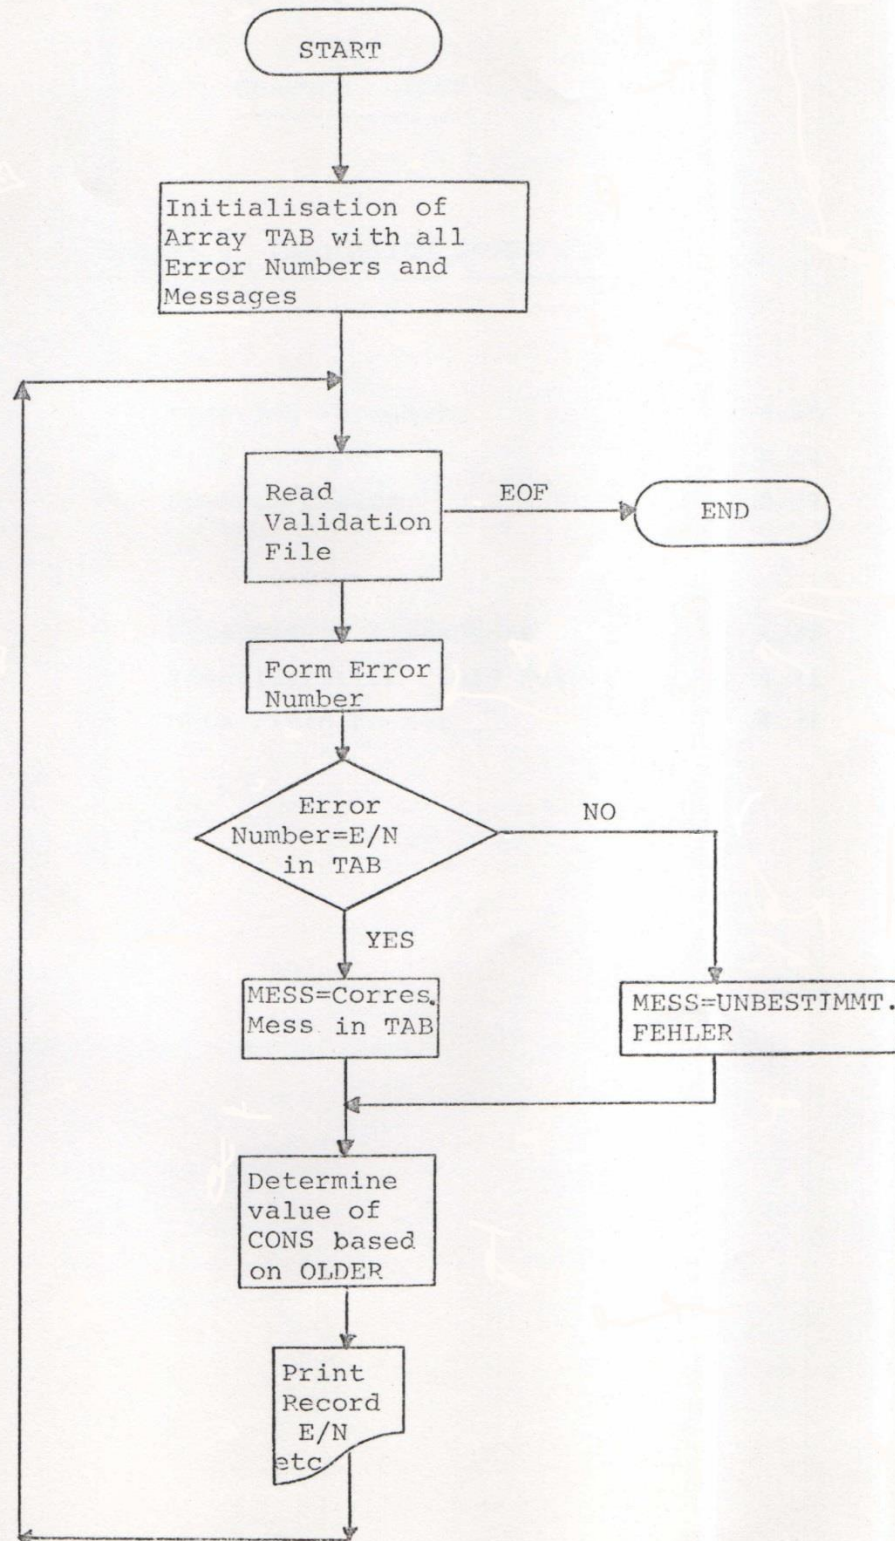 START
Initialisation of
Array TAB with all
Error Numbers and
Messages
Read
Validation
File
EOF
END
Form Error
Number
Error
Number=E/N
in TAB
NO
YES
MESS=Corres.
Mess in TAB
MESS=UNBESTIMMT.
FEHLER
Determine
value of
CONS based
on OLDER
Print
Record
E/N
etc